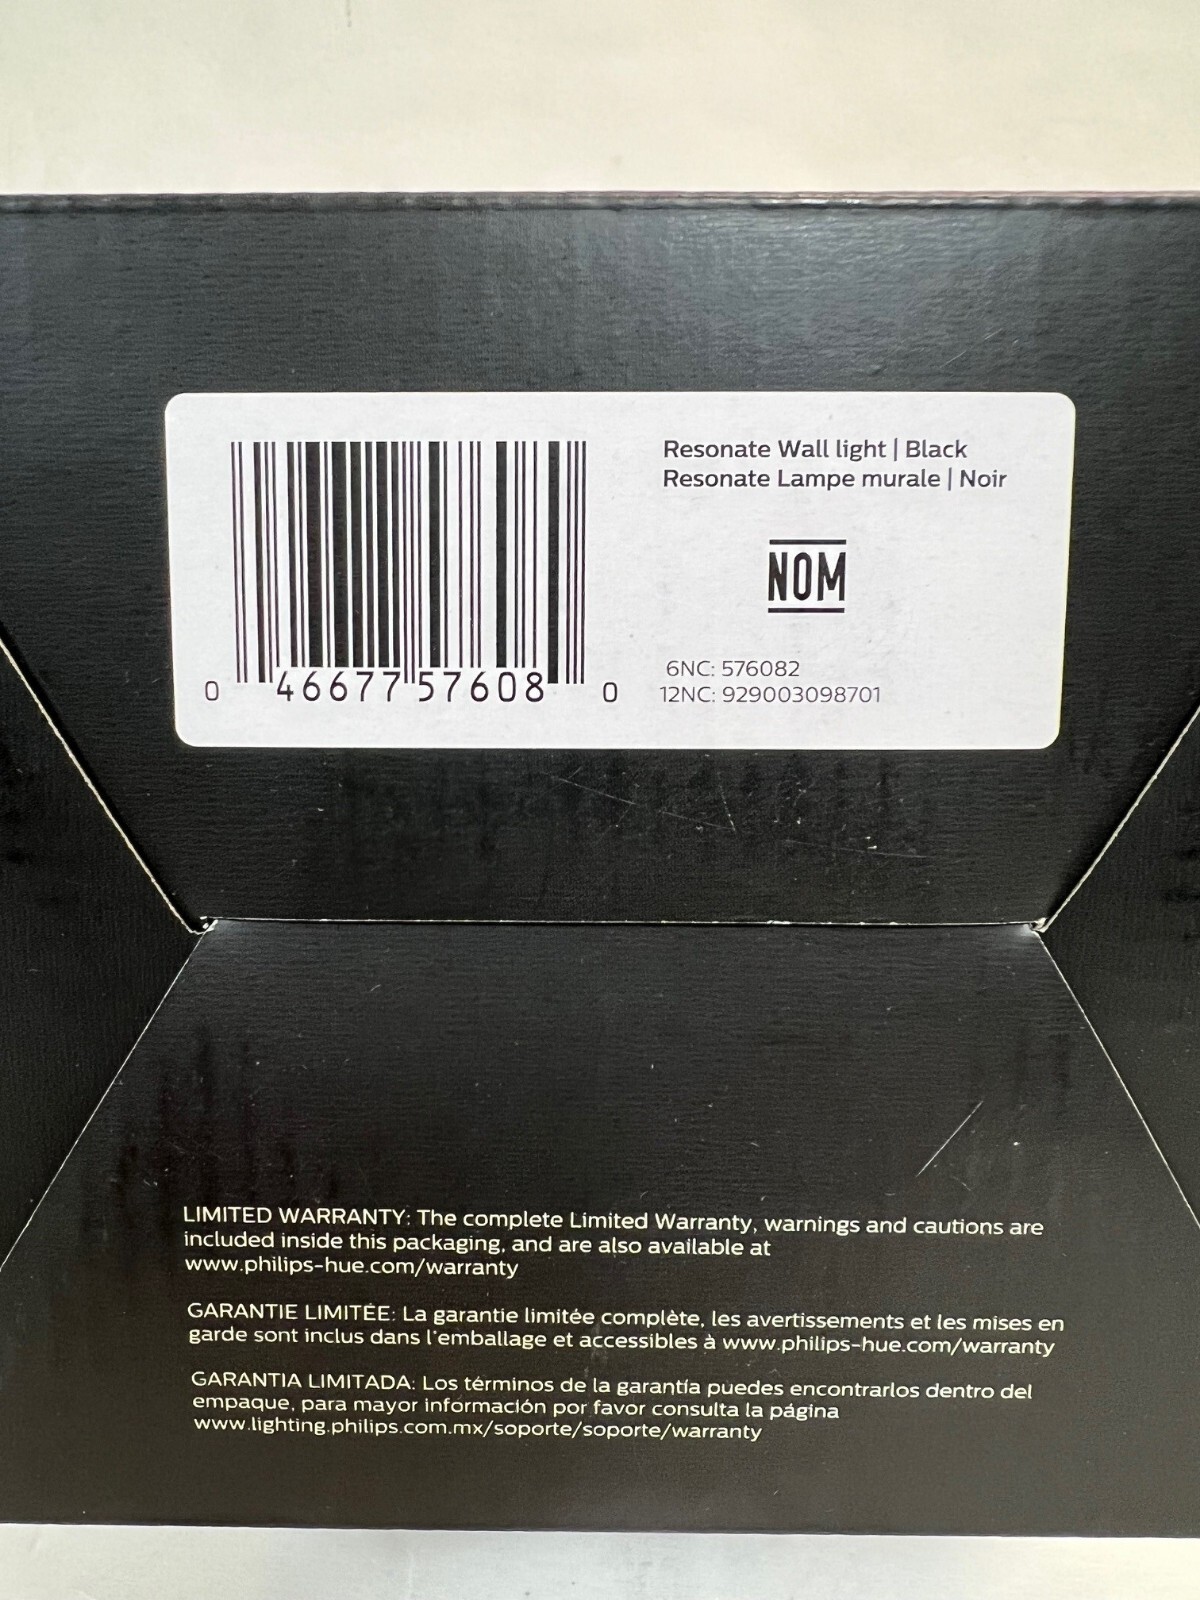 Resonate Wall light | Black
Resonate Lampe murale | Noir
NOM
0 46677 57608 0
6NC: 576082
12NC: 929003098701
LIMITED WARRANTY: The complete Limited Warranty, warnings and cautions are
included inside this packaging, and are also available at
www.philips-hue.com/warranty
GARANTIE LIMITÉE: La garantie limitée complète, les avertissements et les mises en
garde sont inclus dans l'emballage et accessibles à www.philips-hue.com/warranty
GARANTIA LIMITADA: Los términos de la garantía puedes encontrarlos dentro del
empaque, para mayor información por favor consulta la página
www.lighting.philips.com.mx/soporte/soporte/warranty